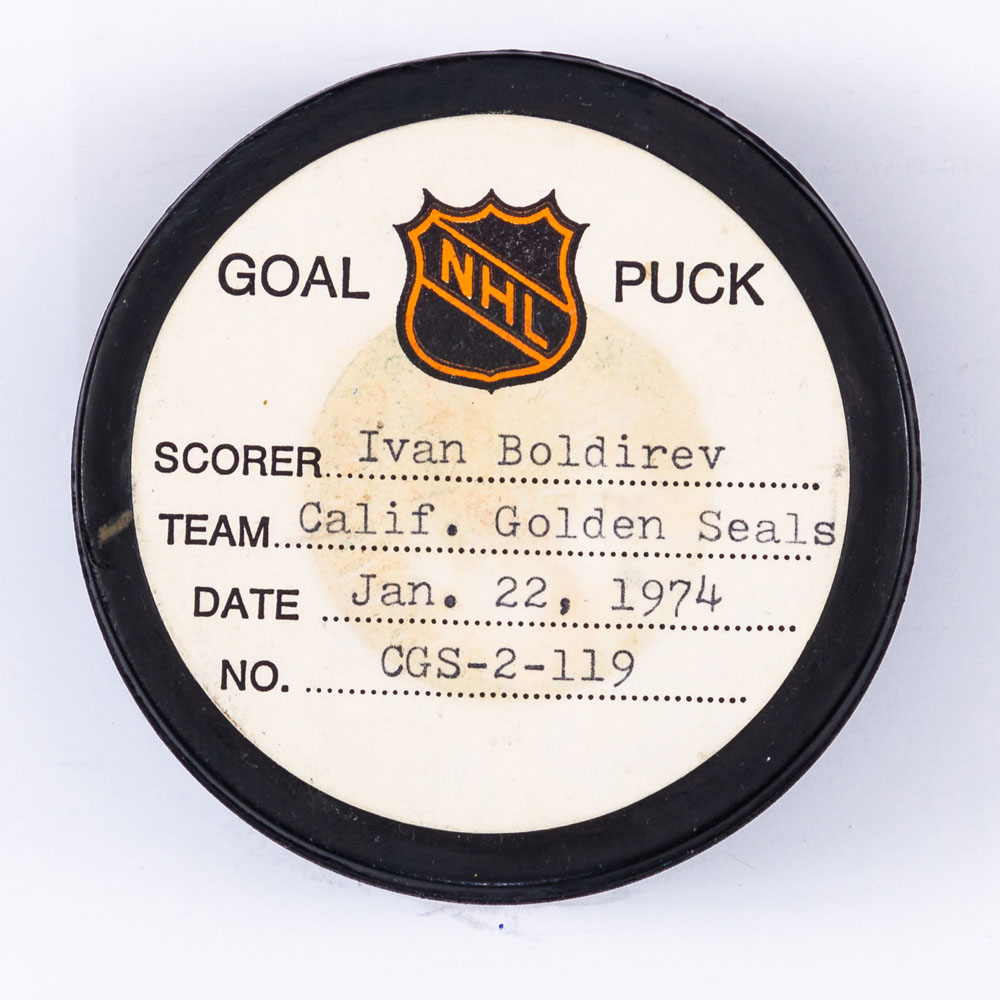 GOAL NHL PUCK
SCORER Ivan Boldirev
TEAM Calif. Golden Seals
DATE Jan. 22, 1974
NO. CGS-2-119